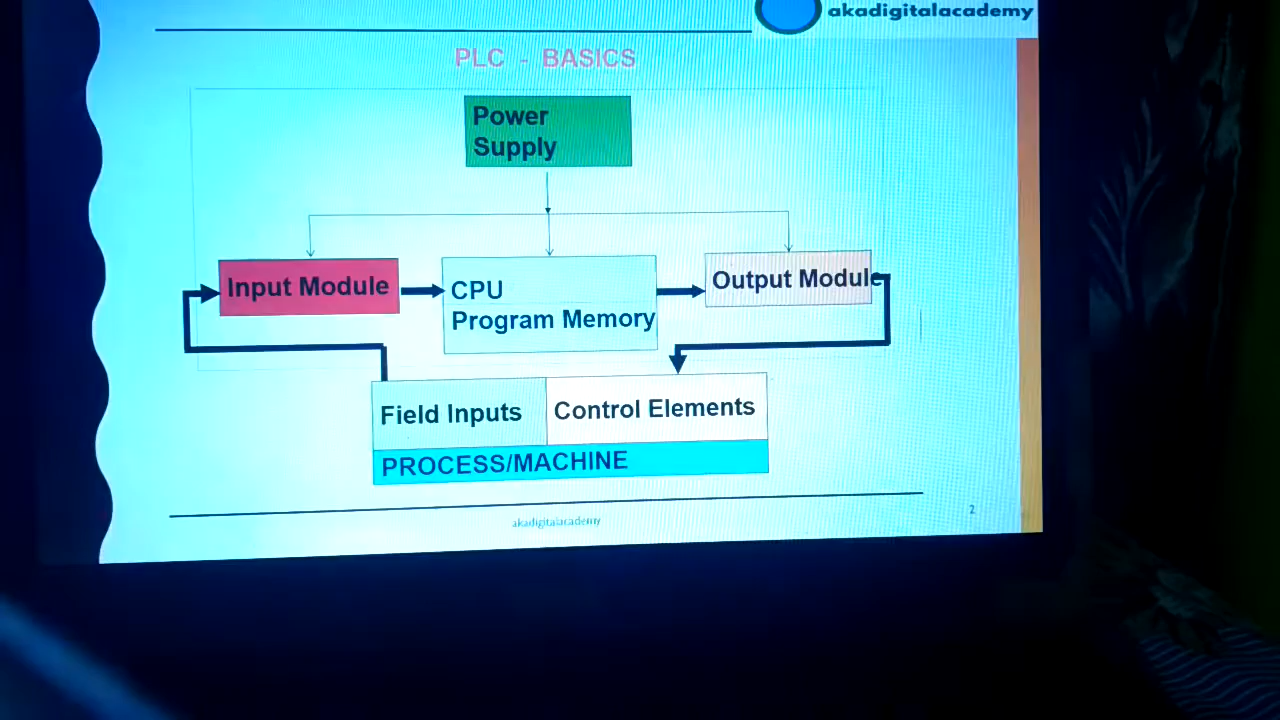 akadigitalacademy
PLC - BASICS
Power
Supply
Input Module
CPU
Program Memory
Output Module
Field Inputs
Control Elements
PROCESS/MACHINE
akadigitalacademy
2